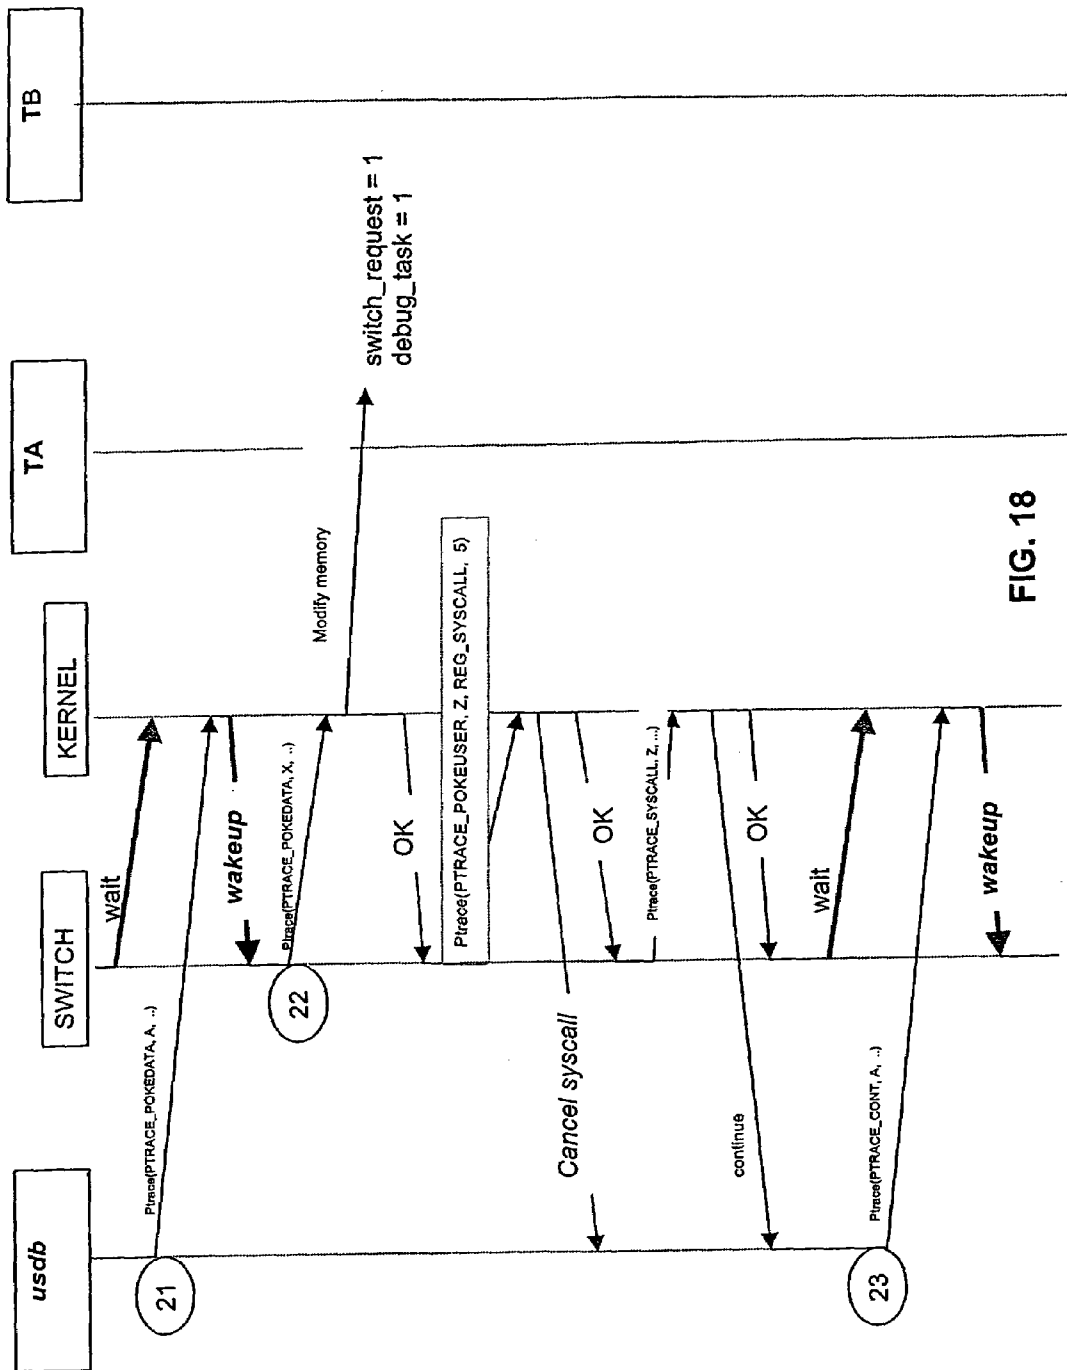 usdb
SWITCH
KERNEL
TA
TB
wait
21
Ptrace(PTRACE_POKEDATA, A, ..)
wakeup
22
Ptrace(PTRACE_POKEDATA, X, ..)
Modify memory
switch_request = 1
debug_task = 1
OK
Ptrace(PTRACE_POKEUSER, Z, REG_SYSCALL, 5)
Cancel syscall
OK
Ptrace(PTRACE_SYSCALL, Z, ...)
continue
OK
wait
23
Ptrace(PTRACE_CONT, A, ..)
wakeup
FIG. 18